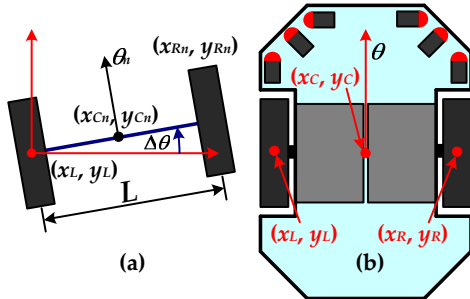 θn
(xRn, yRn)
(xCn, yCn)
Δθ
(xL, yL)
L
(a)
θ
(xC, yC)
(xL, yL)
(xR, yR)
(b)